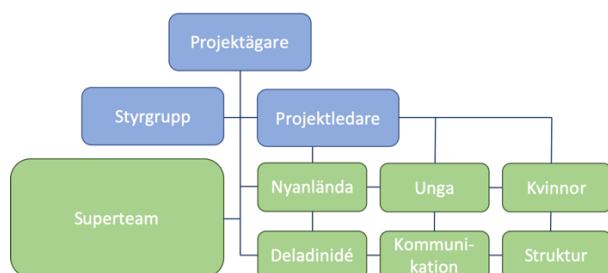 Projektägare
Styrgrupp
Projektledare
Nyanlända
Unga
Kvinnor
Superteam
Deladinidé
Kommuni-
kation
Struktur